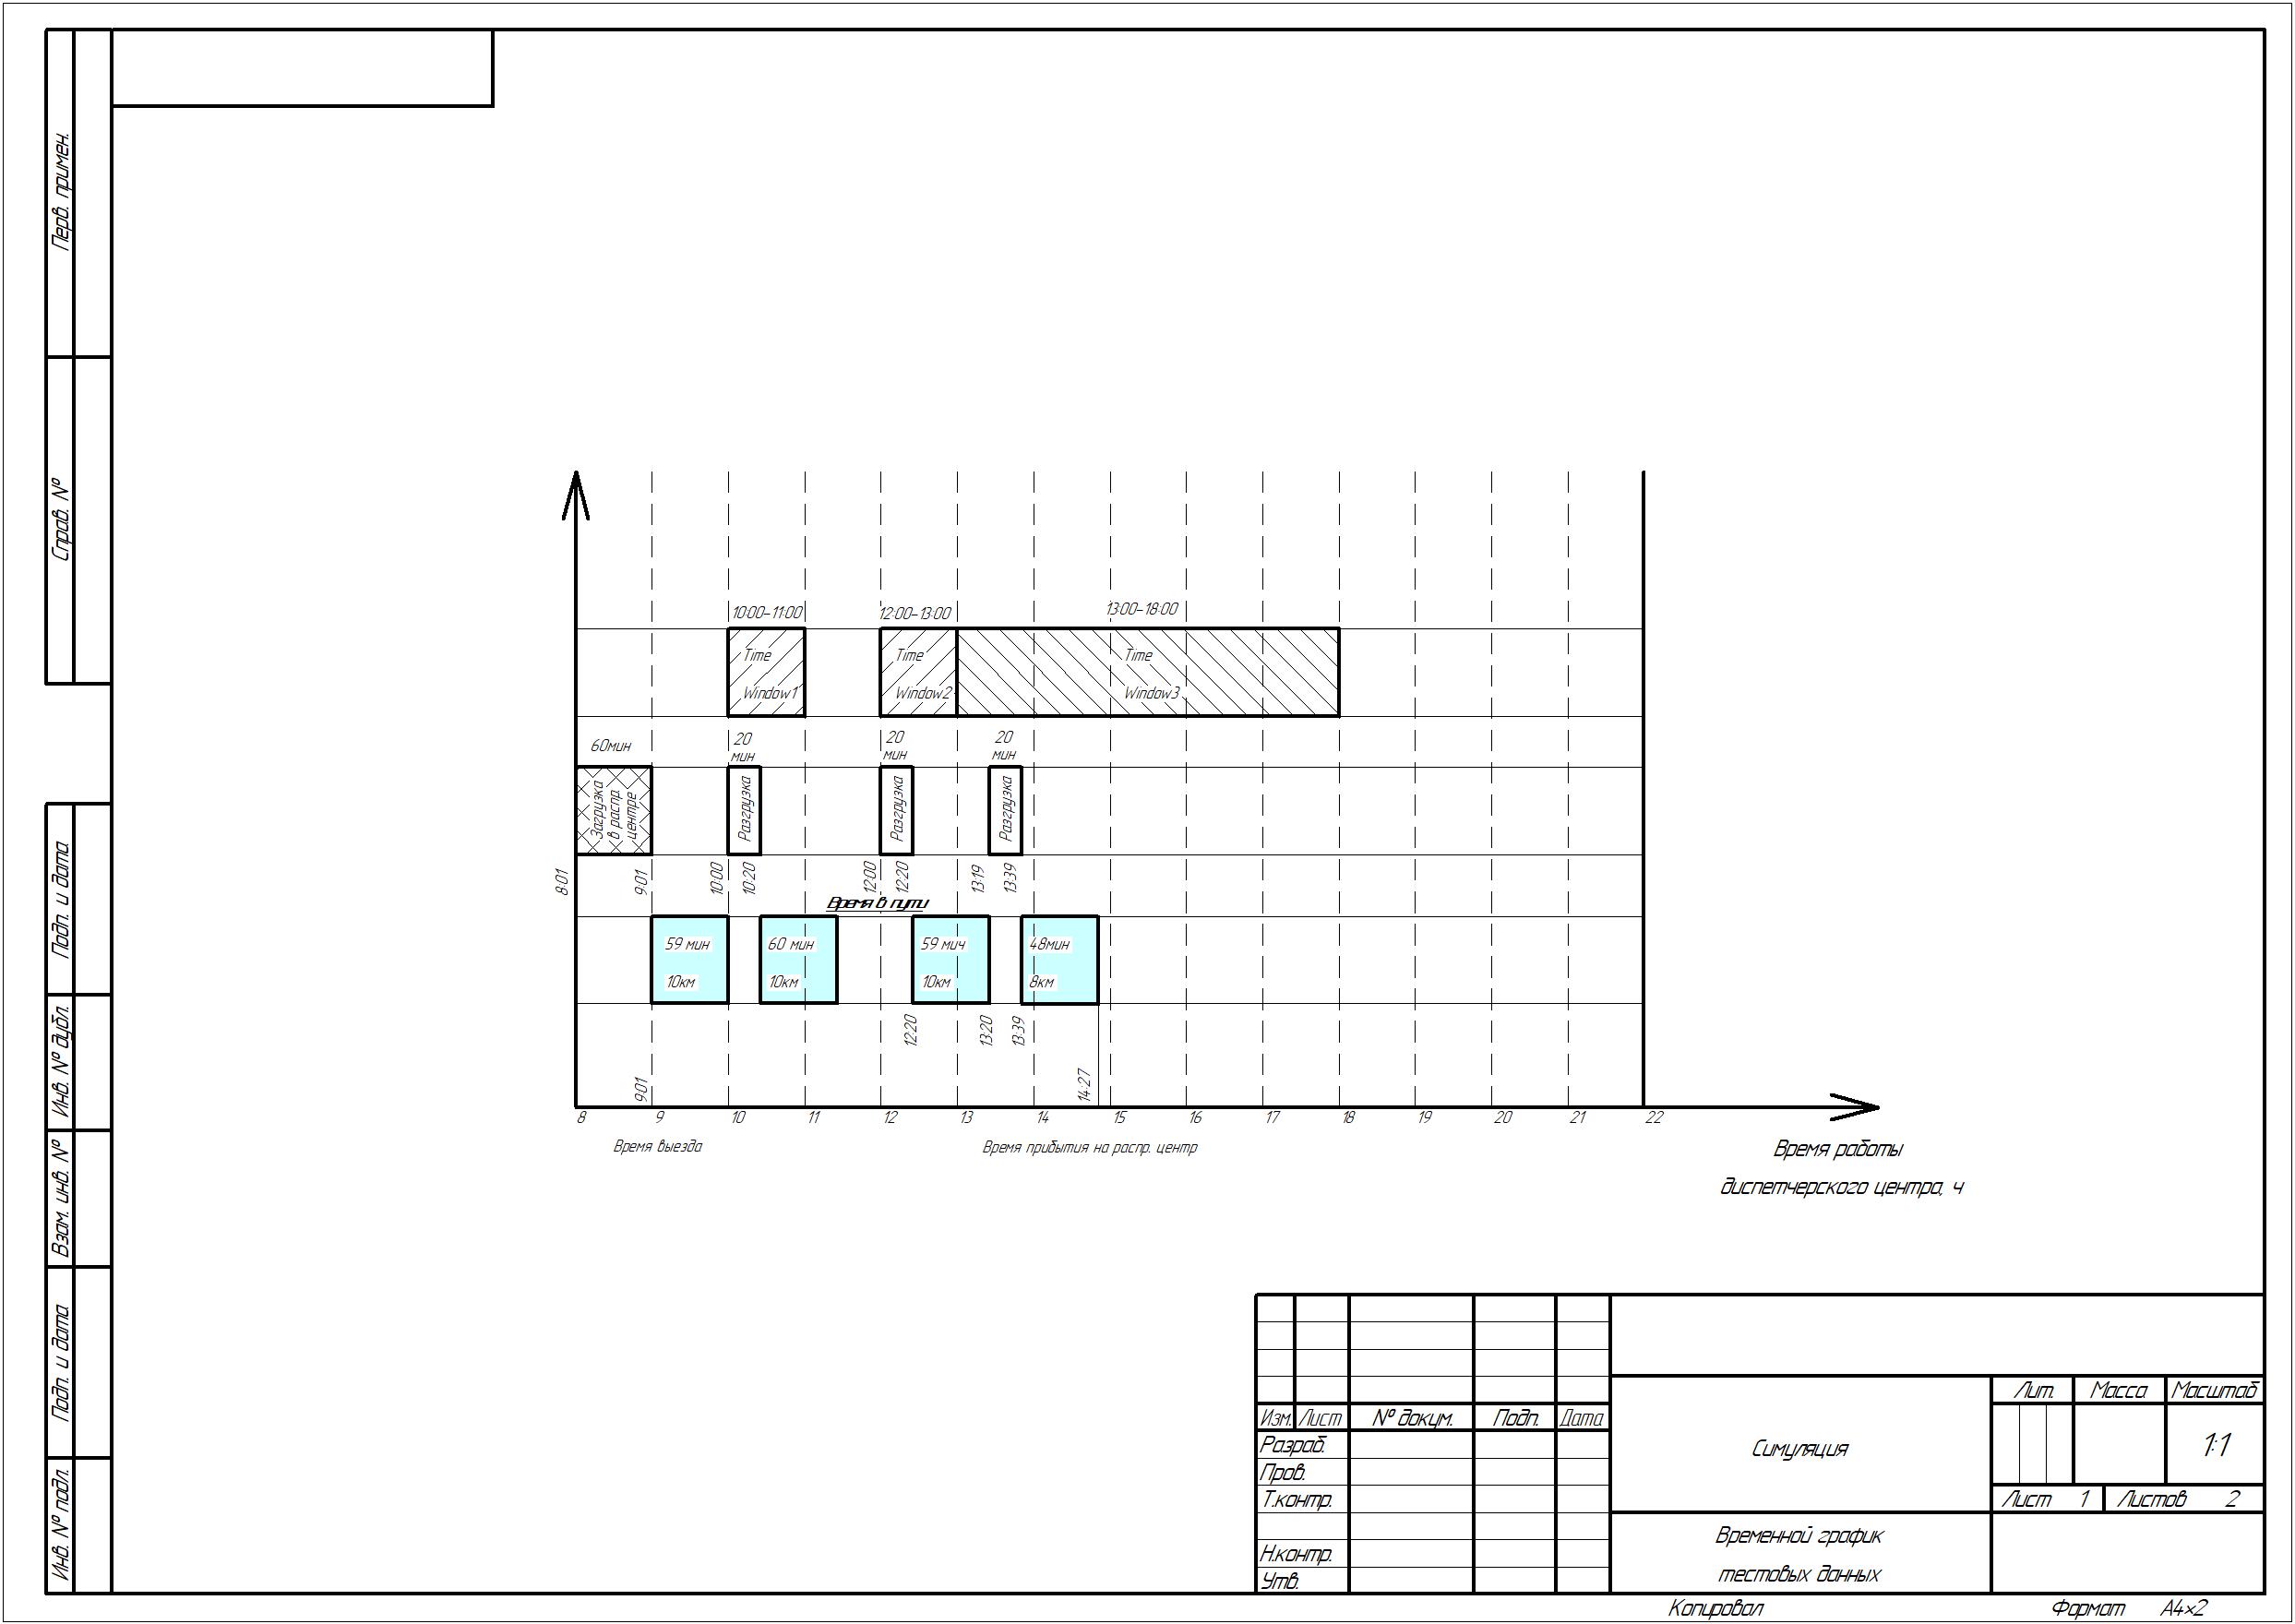 Перв. примен.
Справ. №
Подп. и дата
Инв. № дубл.
Взам. инв. №
Подп. и дата
Инв. № подл.
10:00-11:00
12:00-13:00
13:00-18:00
Time
Window1
Time
Window2
Time
Window3
60мин
20
мин
20
мин
20
мин
Загрузка
в распр.
центре
Разгрузка
Разгрузка
Разгрузка
8:01
9:01
10:00
10:20
12:00
12:20
13:19
13:39
Время в пути
59 мин
10км
60 мин
10км
59 мич
10км
48мин
8км
12:20
13:20
13:39
9:01
14:27
8 9 10 11 12 13 14 15 16 17 18 19 20 21 22
Время выезда
Время прибытия на распр. центр
Время работы
диспетчерского центра, ч
Изм. Лист № докум. Подп. Дата
Разраб.
Пров.
Т.контр.
Н.контр.
Утв.
Симуляция
Временной график
тестовых данных
Лит. Масса Масштаб
1:1
Лист 1 Листов 2
Копировал
Формат A4×2